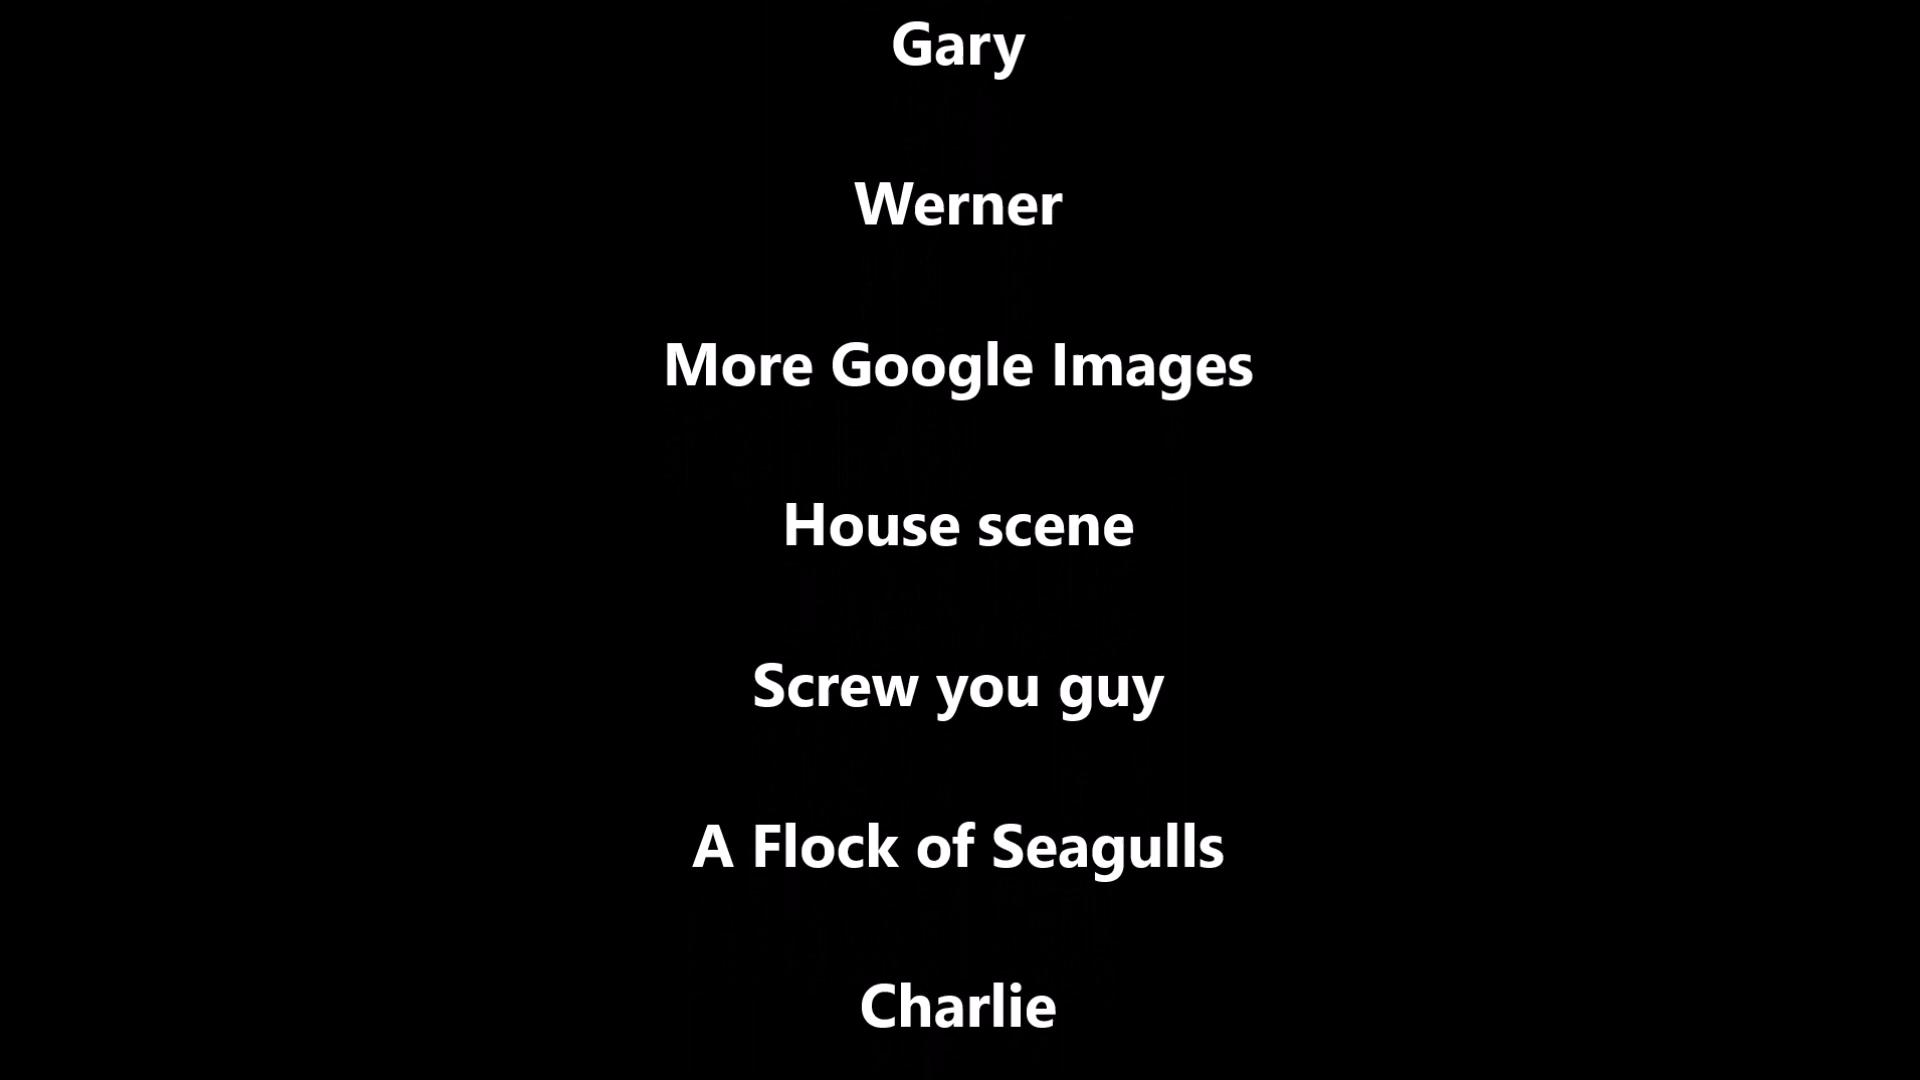 Gary
Werner
More Google Images
House scene
Screw you guy
A Flock of Seagulls
Charlie